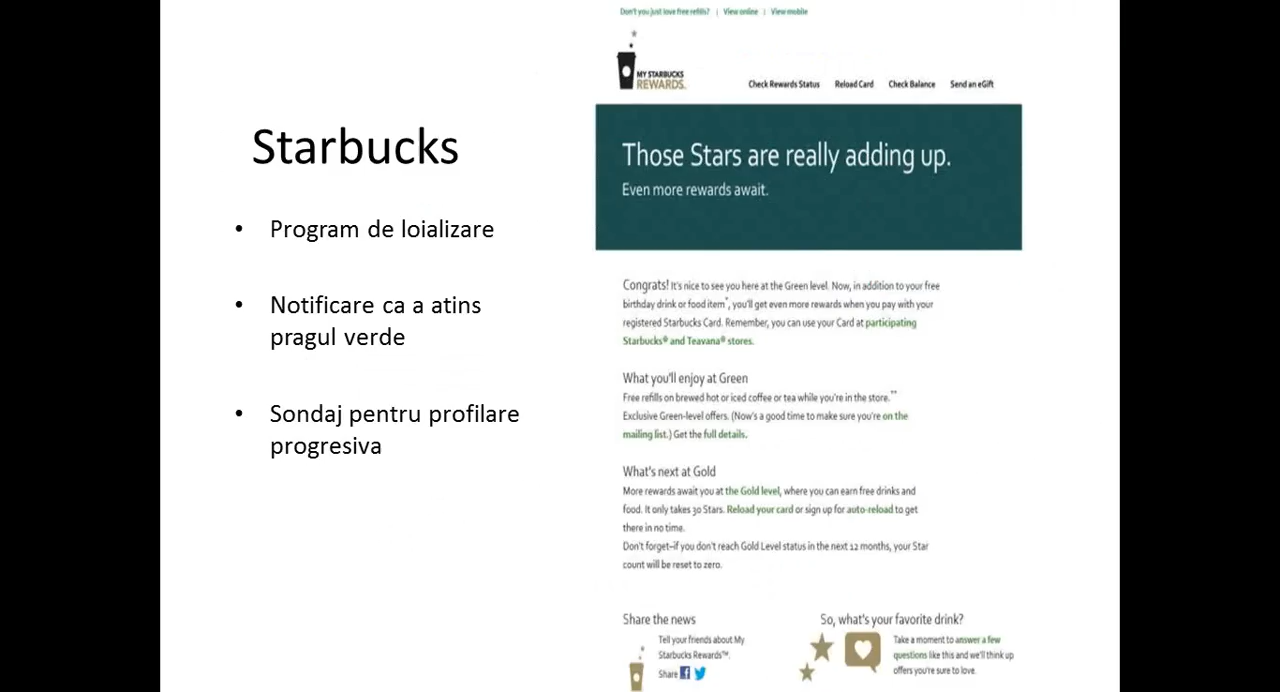 Starbucks
• Program de loializare
• Notificare ca a atins
pragul verde
• Sondaj pentru profilare
progresiva
Don't you just love free refills? | View online | View mobile
MY STARBUCKS
REWARDS.
Check Rewards Status Reload Card Check Balance Send an eGift
Those Stars are really adding up.
Even more rewards await.
Congrats! It's nice to see you here at the Green level. Now, in addition to your free
birthday drink or food item*, you'll get even more rewards when you pay with your
registered Starbucks Card. Remember, you can use your Card at participating
Starbucks® and Teavana® stores.
What you'll enjoy at Green
Free refills on brewed hot or iced coffee or tea while you're in the store.**
Exclusive Green-level offers. (Now's a good time to make sure you're on the
mailing list.) Get the full details.
What's next at Gold
More rewards await you at the Gold level, where you can earn free drinks and
food. It only takes 30 Stars. Reload your card or sign up for auto-reload to get
there in no time.
Don't forget—if you don't reach Gold Level status in the next 12 months, your Star
count will be reset to zero.
Share the news
Tell your friends about My
Starbucks Rewards™.
Share
So, what's your favorite drink?
Take a moment to answer a few
questions like this and we'll think up
offers you're sure to love.